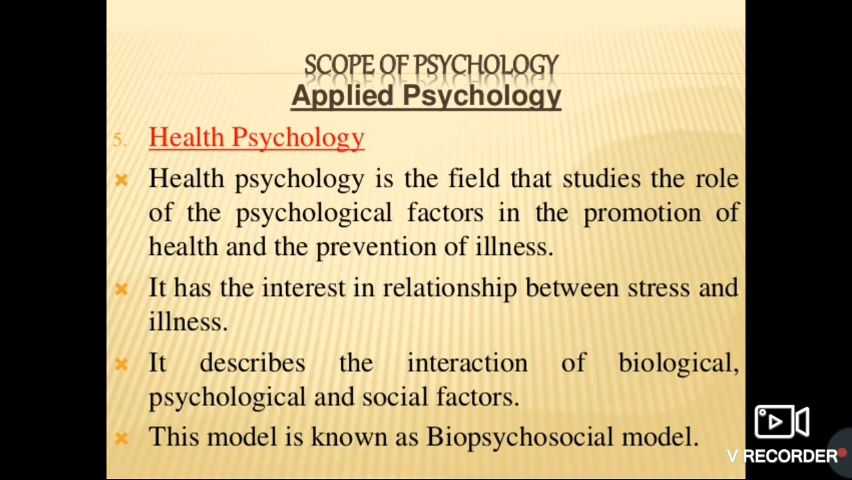 SCOPE OF PSYCHOLOGY
Applied Psychology
5. Health Psychology
Health psychology is the field that studies the role
of the psychological factors in the promotion of
health and the prevention of illness.
It has the interest in relationship between stress and
illness.
It describes the interaction of biological,
psychological and social factors.
This model is known as Biopsychosocial model.
V RECORDER